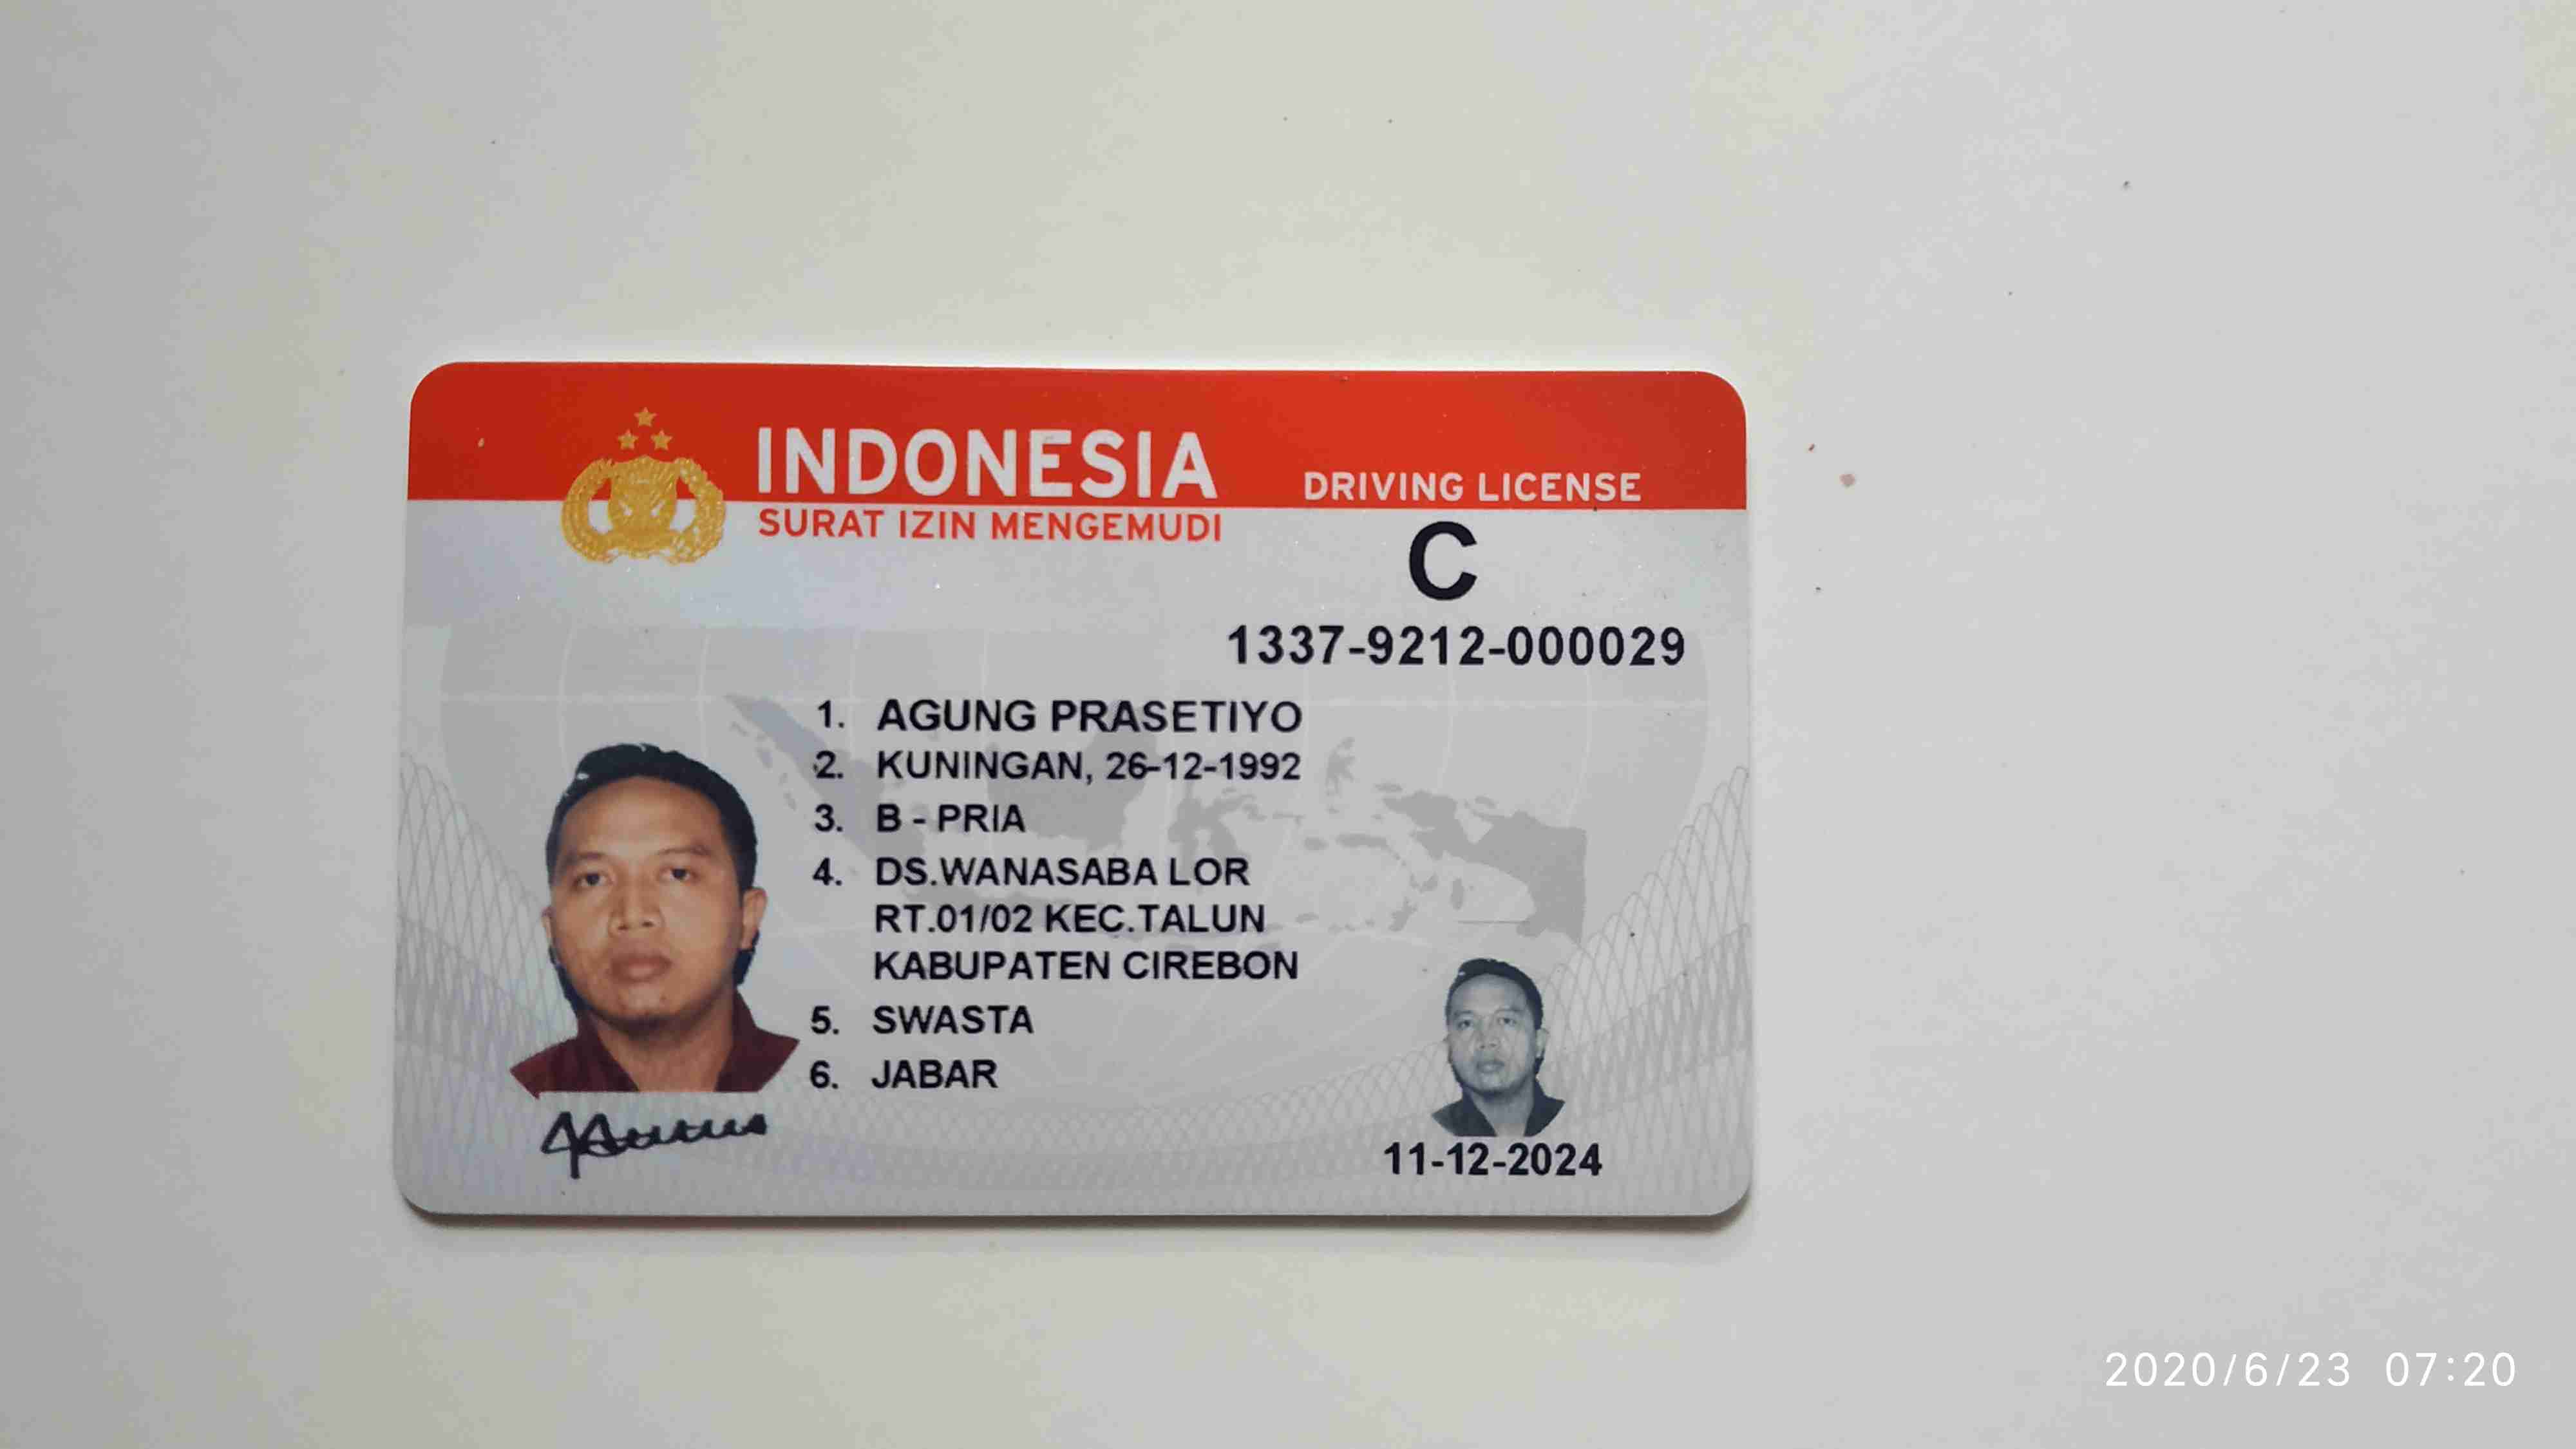 INDONESIA
SURAT IZIN MENGEMUDI
DRIVING LICENSE
C
1337-9212-000029
1. AGUNG PRASETIYO
2. KUNINGAN, 26-12-1992
3. B - PRIA
4. DS.WANASABA LOR
RT.01/02 KEC.TALUN
KABUPATEN CIREBON
5. SWASTA
6. JABAR
11-12-2024
2020/6/23 07:20